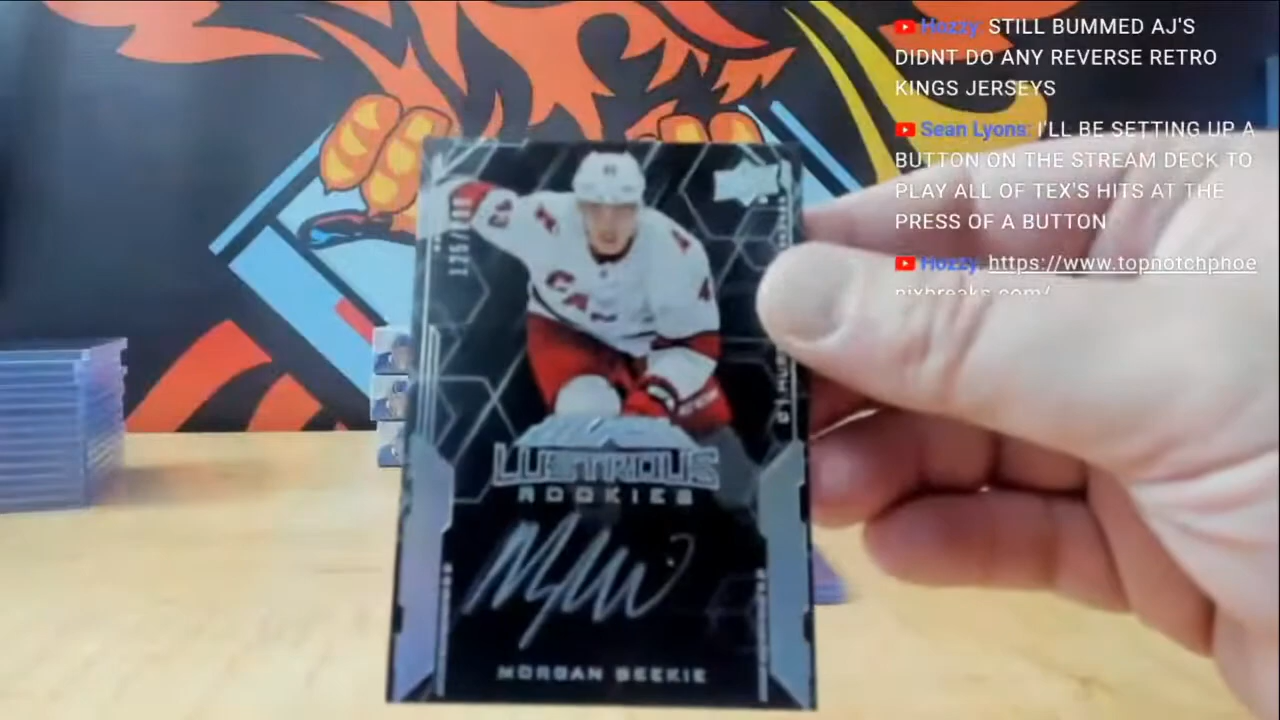 Hozzy: STILL BUMMED AJ'S
DIDNT DO ANY REVERSE RETRO
KINGS JERSEYS
Sean Lyons: I'LL BE SETTING UP A
BUTTON ON THE STREAM DECK TO
PLAY ALL OF TEX'S HITS AT THE
PRESS OF A BUTTON
Hozzy: https://www.topnotchphoe
nixbreaks.com/
LUSTROUS
ROOKIES
MORGAN GEEKIE